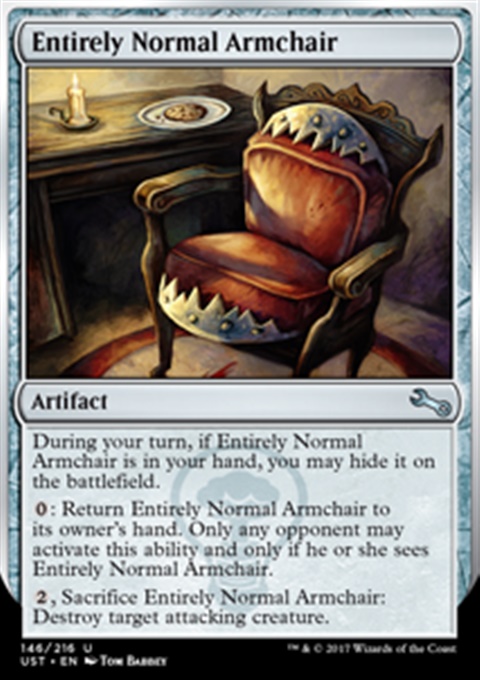 Entirely Normal Armchair
Artifact
During your turn, if Entirely Normal
Armchair is in your hand, you may hide it on
the battlefield.
0: Return Entirely Normal Armchair to
its owner's hand. Only any opponent may
activate this ability and only if he or she sees
Entirely Normal Armchair.
2, Sacrifice Entirely Normal Armchair:
Destroy target attacking creature.
146/216 U
UST • EN Tom Babbey
™ & © 2017 Wizards of the Coast